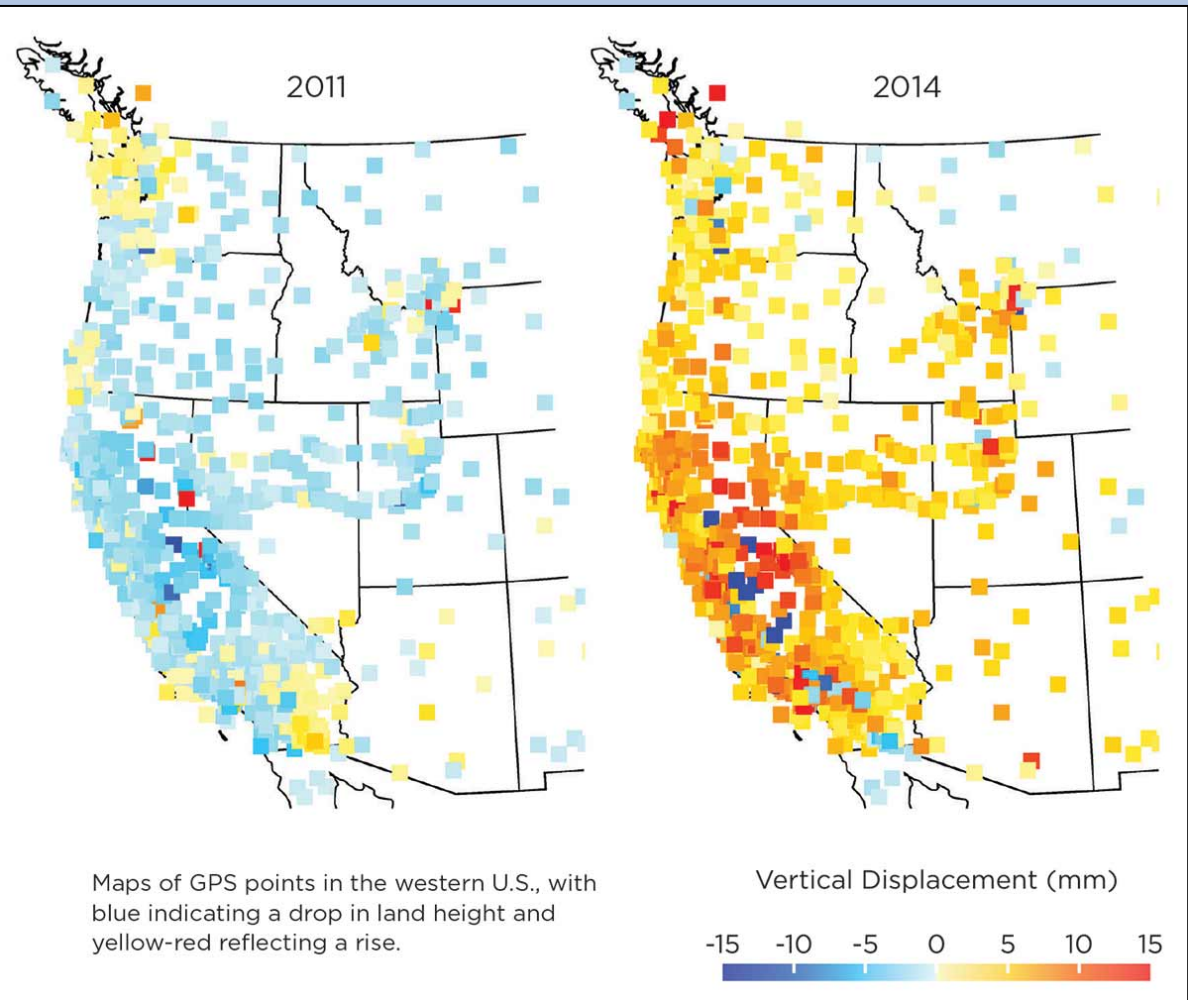 2011
2014
Maps of GPS points in the western U.S., with
blue indicating a drop in land height and
yellow-red reflecting a rise.
Vertical Displacement (mm)
-15 -10 -5 0 5 10 15